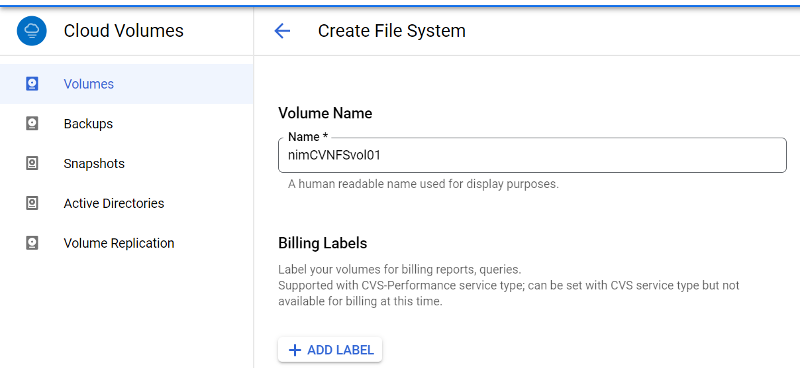 Cloud Volumes
Create File System
Volumes
Backups
Snapshots
Active Directories
Volume Replication
Volume Name
Name *
nimCVNFSvol01
A human readable name used for display purposes.
Billing Labels
Label your volumes for billing reports, queries.
Supported with CVS-Performance service type; can be set with CVS service type but not
available for billing at this time.
+ ADD LABEL